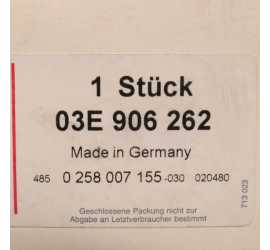 1 Stück
03E 906 262
Made in Germany
485 0 258 007 155-030 020480
Geschlossene Packung nicht zur
Abgabe an Letztverbraucher bestimmt
713 023